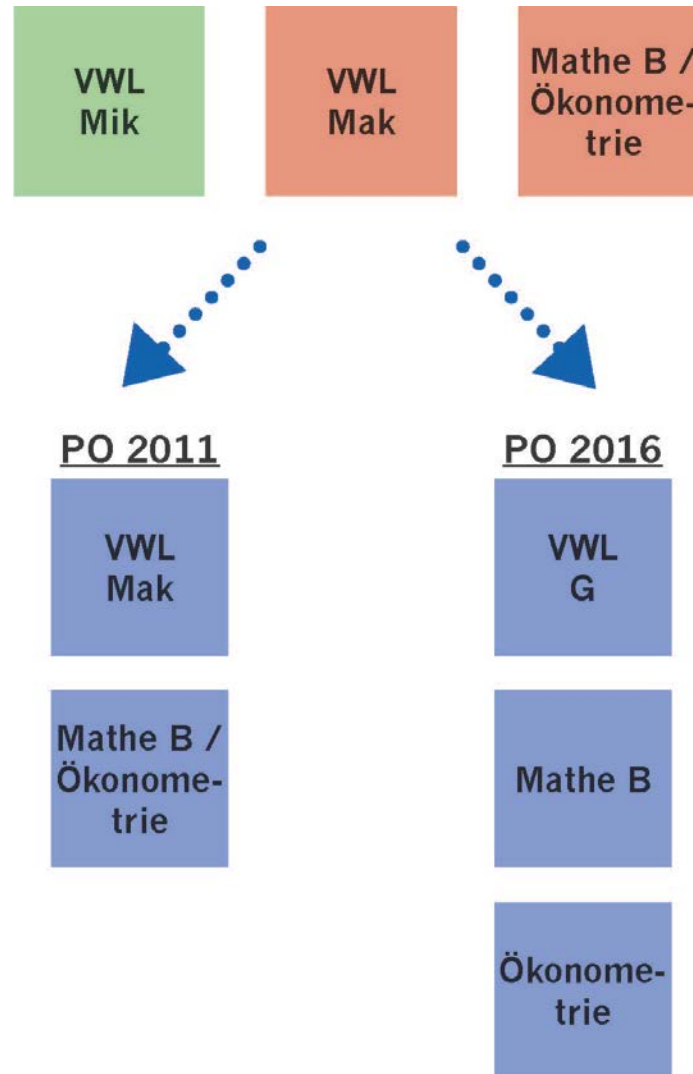 VWL
Mik
VWL
Mak
Mathe B /
Ökonome-
trie
PO 2011
VWL
Mak
Mathe B /
Ökonome-
trie
PO 2016
VWL
G
Mathe B
Ökonome-
trie